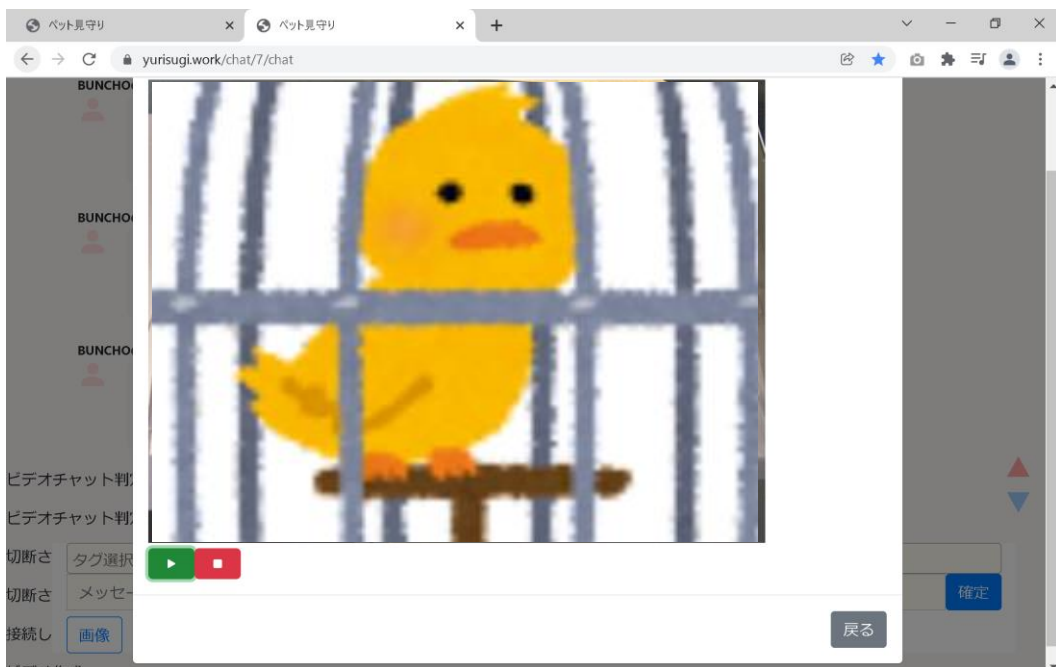 ペット見守り
ペット見守り
yurisugi.work/chat/7/chat
BUNCHO
BUNCHO
BUNCHO
ビデオチャット判
ビデオチャット判
切断さ
タグ選択
切断さ
メッセー
確定
接続し
画像
戻る